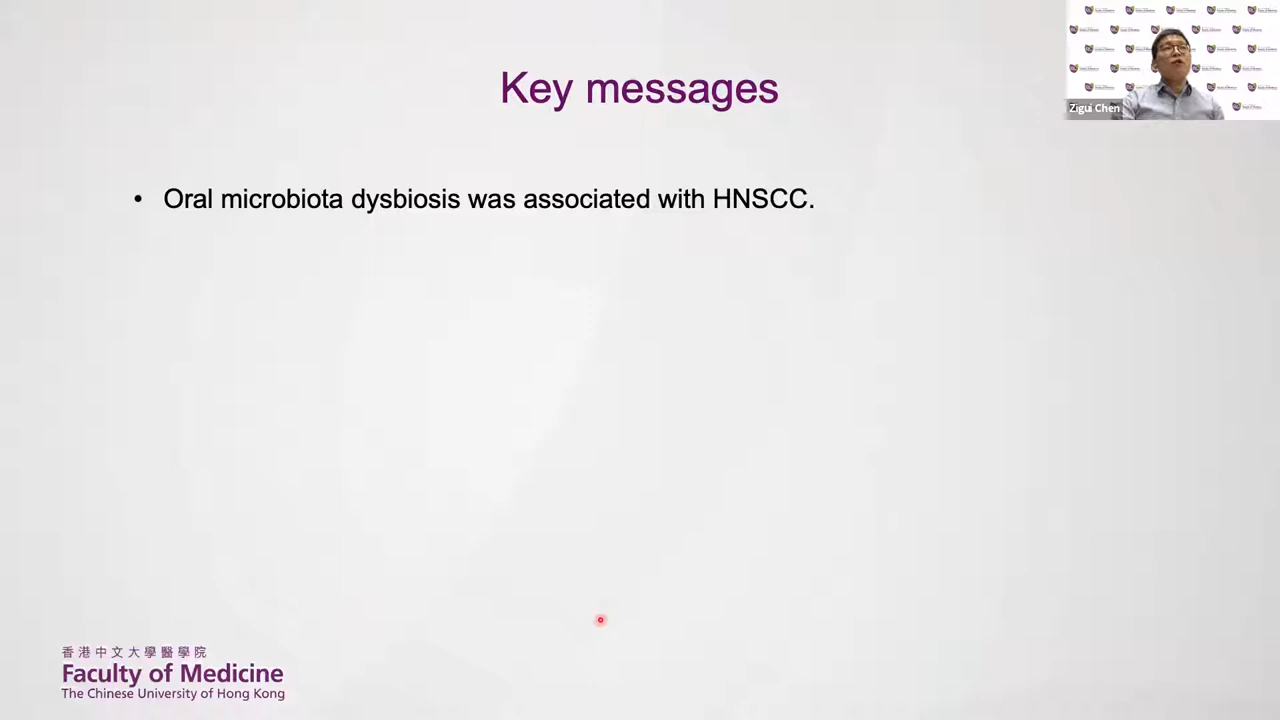 Key messages
Zigui Chen
• Oral microbiota dysbiosis was associated with HNSCC.
香港中文大學醫學院
Faculty of Medicine
The Chinese University of Hong Kong